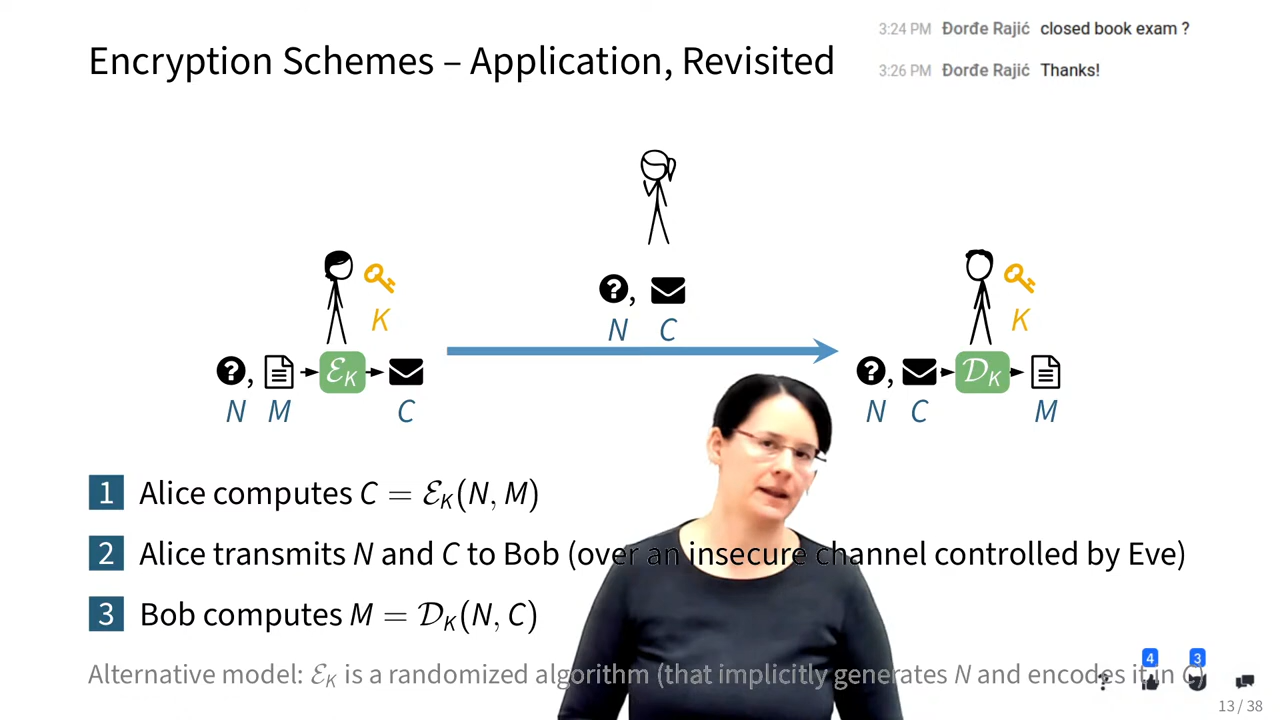 3:24 PM Đorđe Rajić closed book exam ?
Encryption Schemes – Application, Revisited
3:26 PM Đorđe Rajić Thanks!
K
K
N C
?, ℰK
?, 𝒟K
N M C
N C M
1 Alice computes C = ℰK(N, M)
2 Alice transmits N and C to Bob (over an insecure channel controlled by Eve)
3 Bob computes M = 𝒟K(N, C)
4 3
Alternative model: ℰK is a randomized algorithm (that implicitly generates N and encodes it in C)
13 / 38